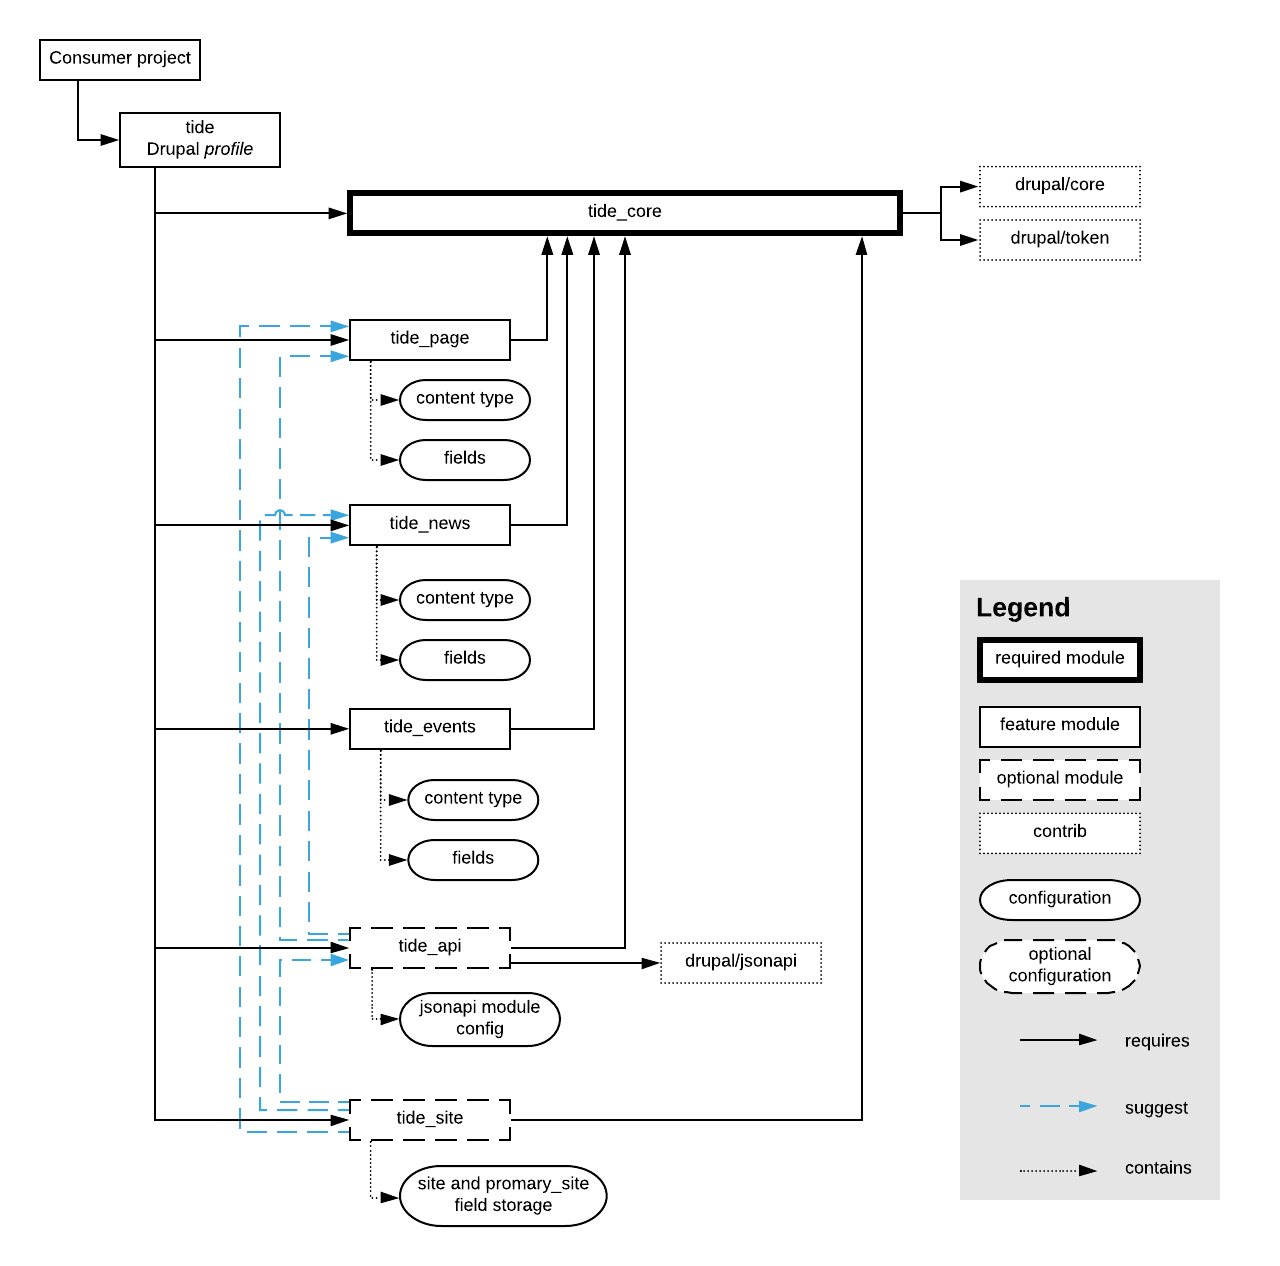 Consumer project
tide
Drupal profile
tide_core
drupal/core
drupal/token
tide_page
content type
fields
tide_news
content type
fields
tide_events
content type
fields
tide_api
drupal/jsonapi
jsonapi module
config
tide_site
site and promary_site
field storage
Legend
required module
feature module
optional module
contrib
configuration
optional
configuration
requires
suggest
contains